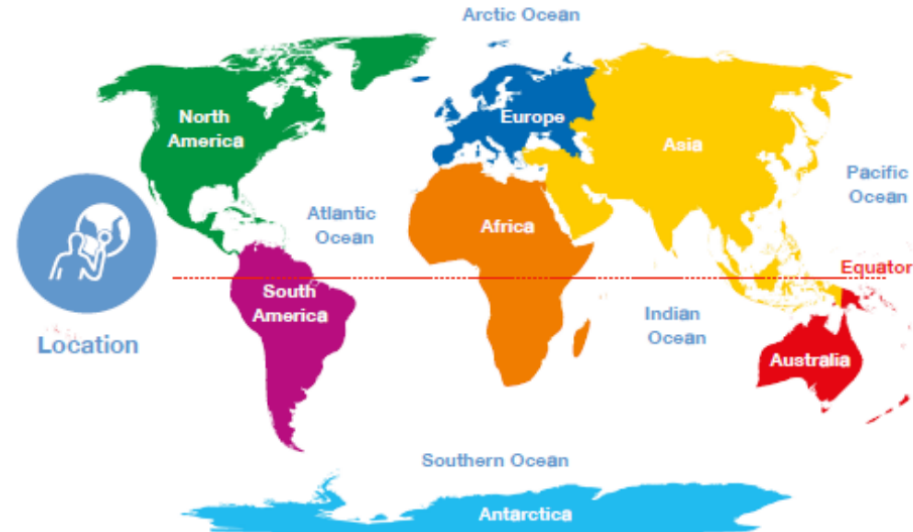 Arctic Ocean
North
America
Europe
Asia
Pacific
Ocean
Atlantic
Ocean
Africa
Equator
South
America
Indian
Ocean
Location
Australia
Southern Ocean
Antarctica